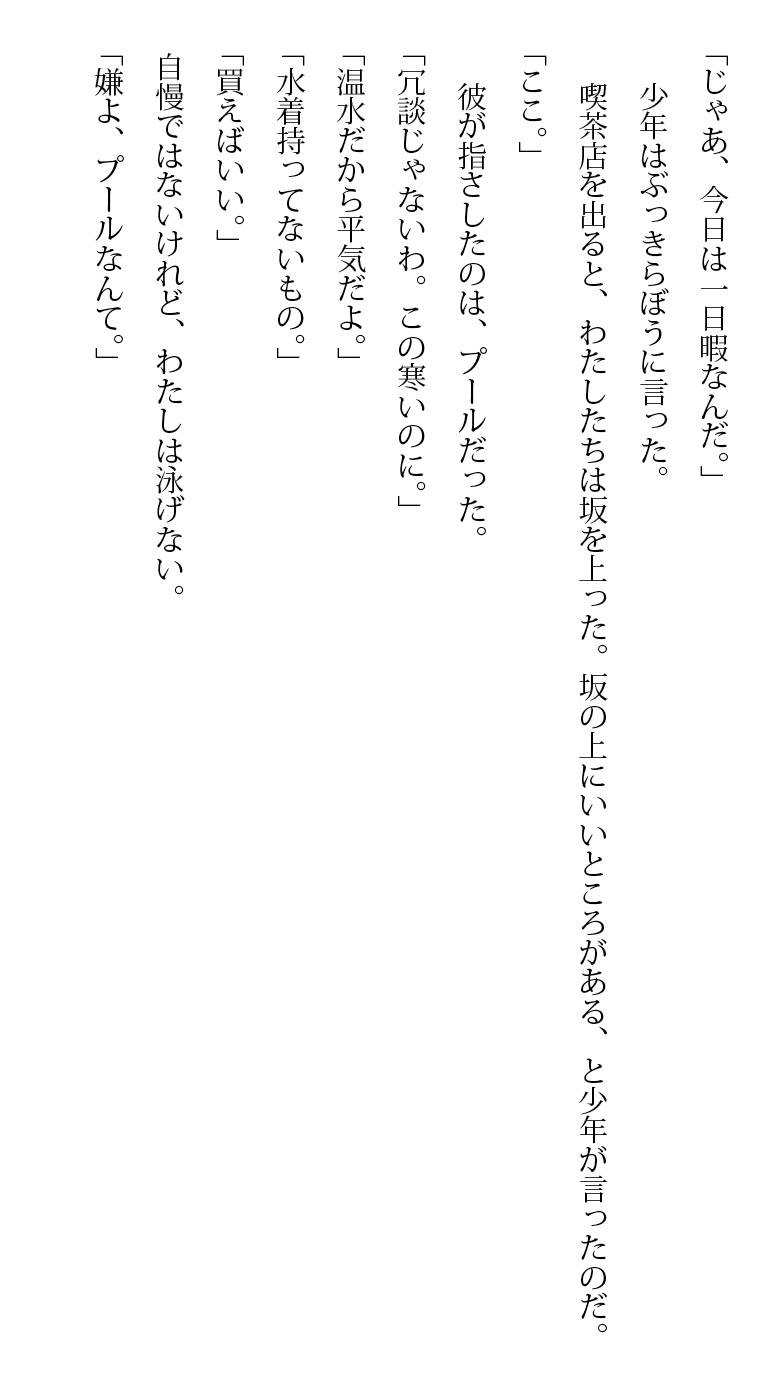 「じゃあ、今日は一日暇なんだ。」
　少年はぶっきらぼうに言った。
　喫茶店を出ると、わたしたちは坂を上った。坂の上にいいところがある、と少年が言ったのだ。
「ここ。」
　彼が指さしたのは、プールだった。
「冗談じゃないわ。この寒いのに。」
「温水だから平気だよ。」
「水着持ってないもの。」
「買えばいい。」
自慢ではないけれど、わたしは泳げない。
「嫌よ、プールなんて。」